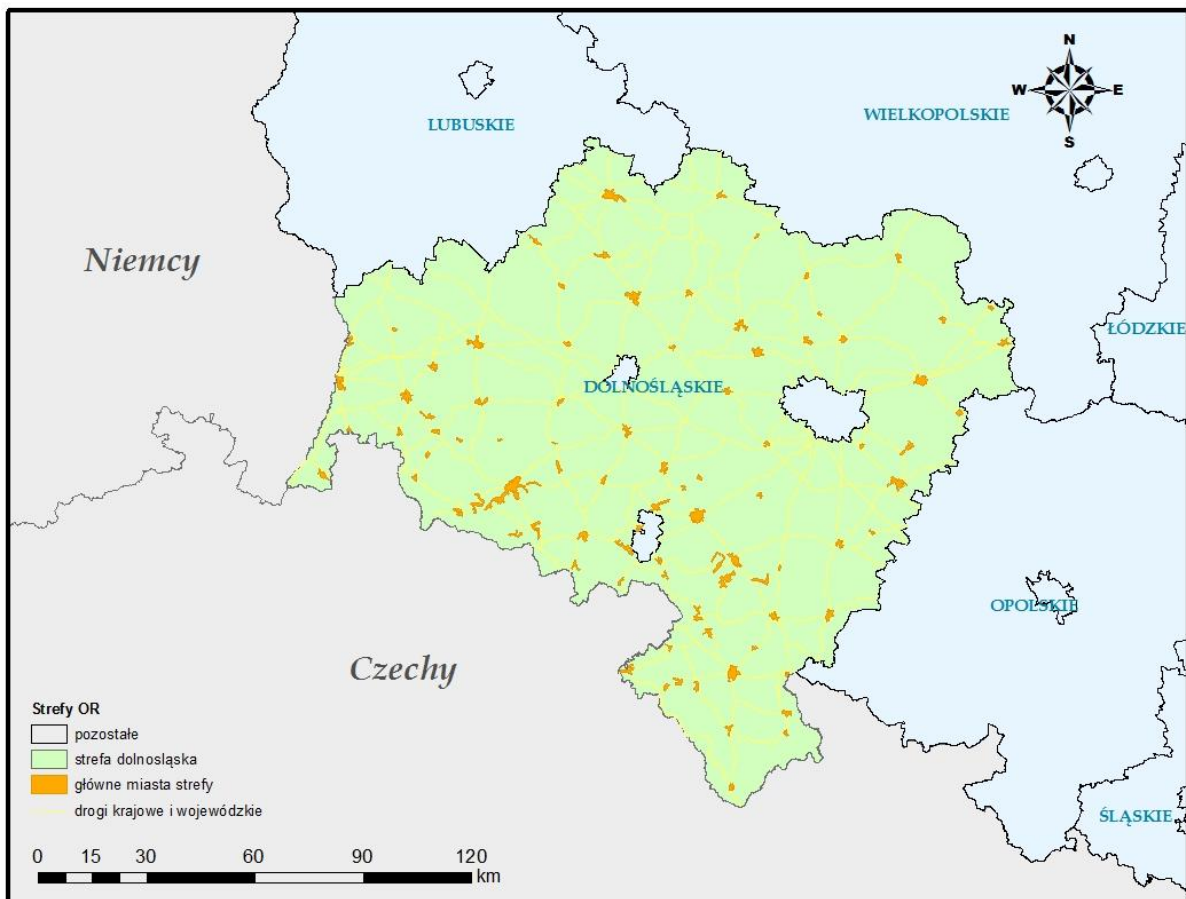 N
W E
S
LUBUSKIE
WIELKOPOLSKIE
Niemcy
ŁÓDZKIE
DOLNOŚLĄSKIE
OPOLSKIE
Czechy
ŚLĄSKIE
Strefy OR
pozostałe
strefa dolnośląska
główne miasta strefy
drogi krajowe i wojewódzkie
0 15 30 60 90 120
km